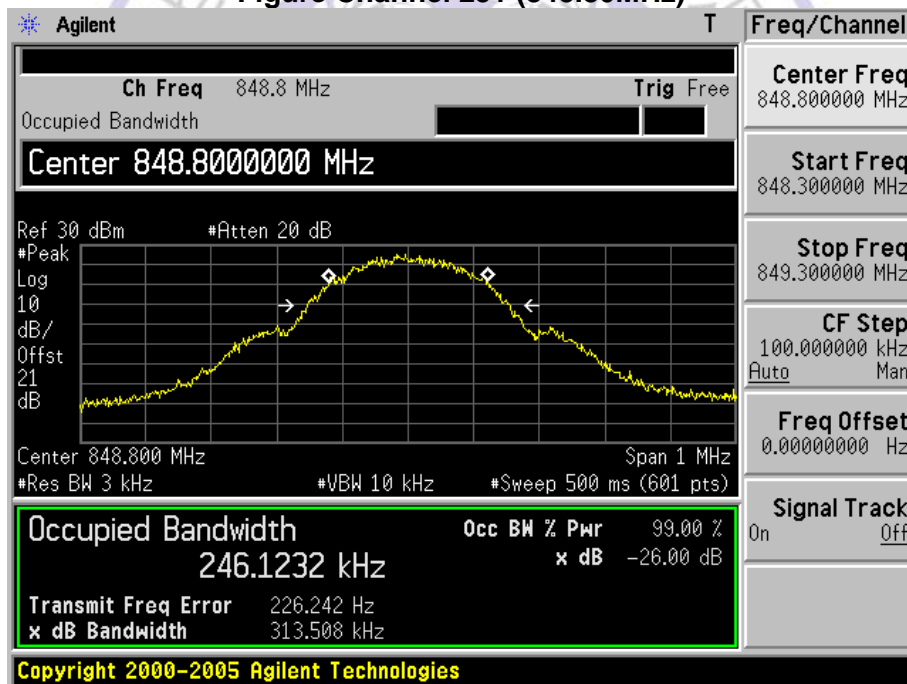 Agilent T Freq/Channel
Ch Freq 848.8 MHz Trig Free
Occupied Bandwidth
Center 848.8000000 MHz
Ref 30 dBm #Atten 20 dB
#Peak
Log
10
dB/
Offst
21
dB
Center 848.800 MHz Span 1 MHz
#Res BW 3 kHz #VBW 10 kHz #Sweep 500 ms (601 pts)
Occupied Bandwidth Occ BW % Pwr 99.00 %
246.1232 kHz x dB -26.00 dB
Transmit Freq Error 226.242 Hz
x dB Bandwidth 313.508 kHz
Center Freq
848.800000 MHz
Start Freq
848.300000 MHz
Stop Freq
849.300000 MHz
CF Step
100.000000 kHz
Auto Man
Freq Offset
0.00000000 Hz
Signal Track
On Off
Copyright 2000-2005 Agilent Technologies